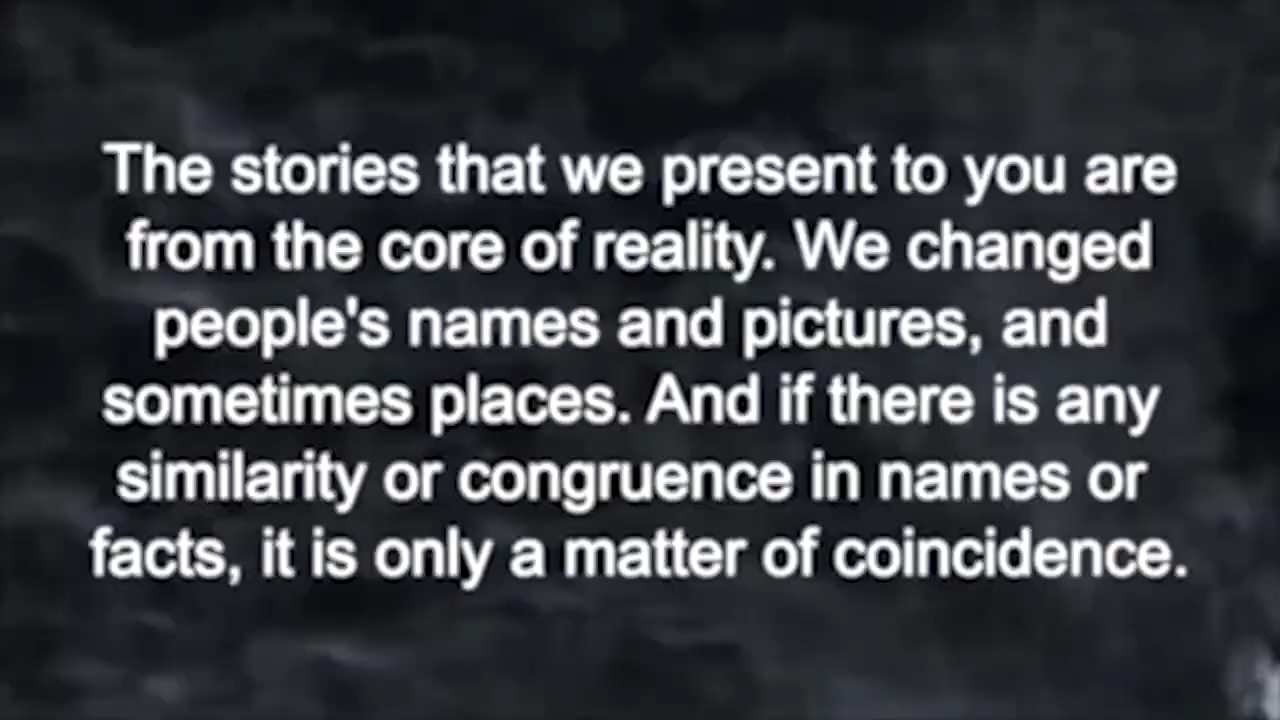 The stories that we present to you are
from the core of reality. We changed
people's names and pictures, and
sometimes places. And if there is any
similarity or congruence in names or
facts, it is only a matter of coincidence.